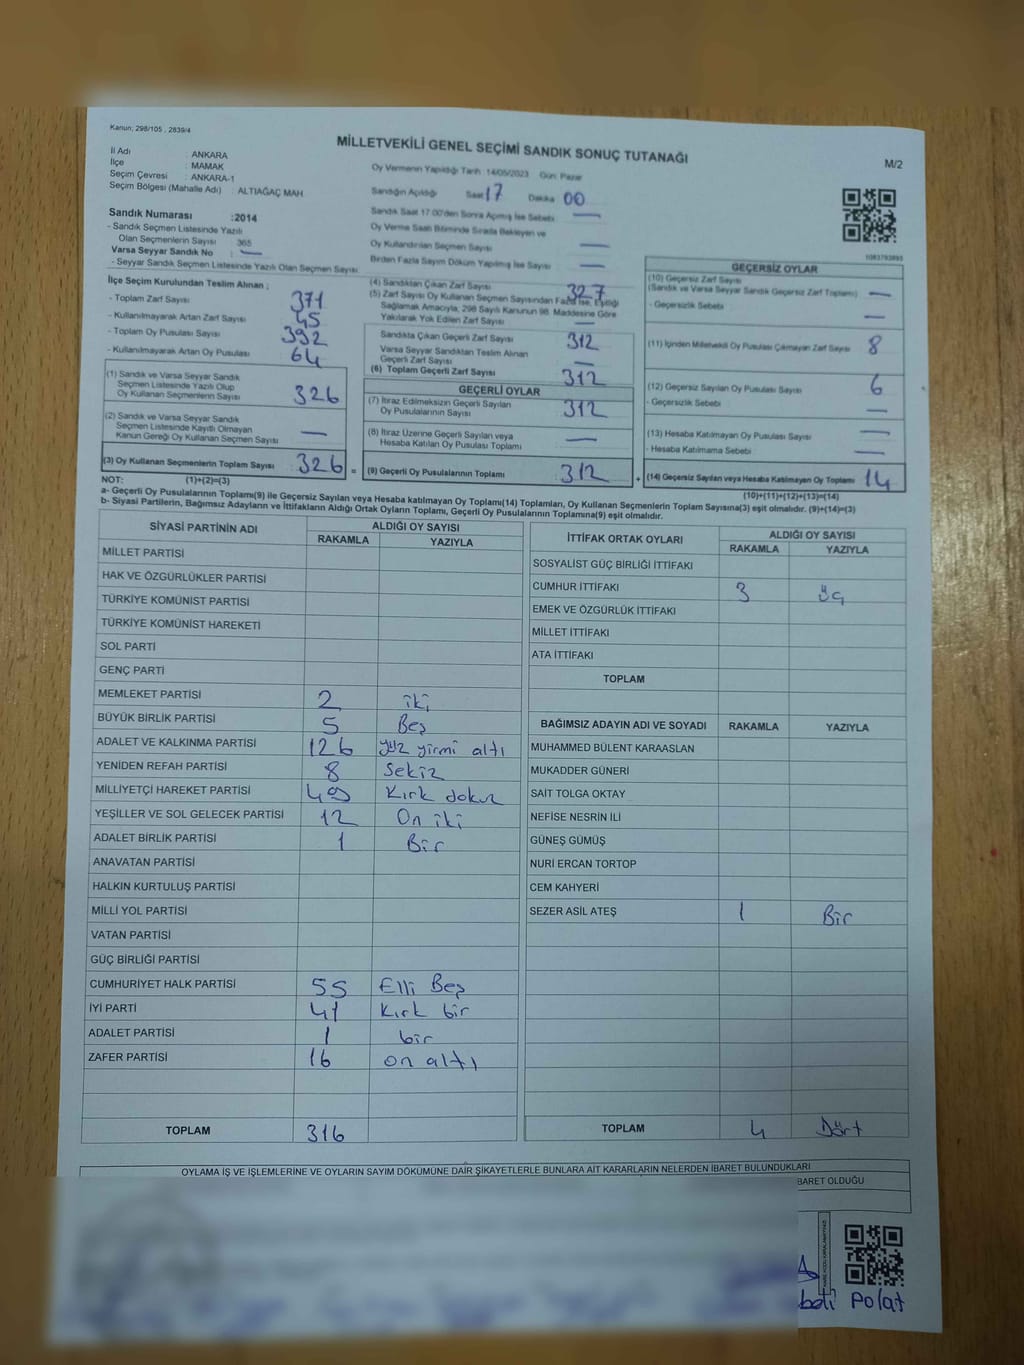 Kanun; 298/105 , 2839/4
MİLLETVEKİLİ GENEL SEÇİMİ SANDIK SONUÇ TUTANAĞI
M/2
İl Adı : ANKARA
İlçe : MAMAK
Seçim Çevresi : ANKARA-1
Seçim Bölgesi (Mahalle Adı) : ALTIAĞAÇ MAH.
Oy Vermenin Yapıldığı Tarih 14/05/2023 Gün: Pazar
Sandığın Açıldığı Saat 17 Dakika 00
Sandık Saat 17:00'den Sonra Açılmış İse Sebebi —
Oy Verme Saati Bitiminde Sırada Bekleyen ve
Oy Kullandırılan Seçmen Sayısı —
Birden Fazla Sayım Döküm Yapılmış İse Sayısı —
Sandık Numarası :2014
- Sandık Seçmen Listesinde Yazılı
Olan Seçmenlerin Sayısı 365
Varsa Seyyar Sandık No : —
- Seyyar Sandık Seçmen Listesinde Yazılı Olan Seçmen Sayısı:
İlçe Seçim Kurulundan Teslim Alınan ;
- Toplam Zarf Sayısı 371
- Kullanılmayarak Artan Zarf Sayısı 45
- Toplam Oy Pusulası Sayısı 392
- Kullanılmayarak Artan Oy Pusulası 64
(1) Sandık ve Varsa Seyyar Sandık
Seçmen Listesinde Yazılı Olup
Oy Kullanan Seçmenlerin Sayısı 326
(2) Sandık ve Varsa Seyyar Sandık
Seçmen Listesinde Kayıtlı Olmayan
Kanun Gereği Oy Kullanan Seçmen Sayısı —
(3) Oy Kullanan Seçmenlerin Toplam Sayısı 326 =
(4) Sandıktan Çıkan Zarf Sayısı 327
(5) Zarf Sayısı Oy Kullanan Seçmen Sayısından Fazla İse, Eşitliği
Sağlamak Amacıyla, 298 Sayılı Kanunun 98. Maddesine Göre
Yakılarak Yok Edilen Zarf Sayısı —
Sandıkta Çıkan Geçerli Zarf Sayısı 312
Varsa Seyyar Sandıktan Teslim Alınan
Geçerli Zarf Sayısı —
(6) Toplam Geçerli Zarf Sayısı 312
GEÇERLİ OYLAR
(7) İtiraz Edilmeksizin Geçerli Sayılan
Oy Pusulalarının Sayısı 312
(8) İtiraz Üzerine Geçerli Sayılan veya
Hesaba Katılan Oy Pusulası Toplamı —
(9) Geçerli Oy Pusulalarının Toplamı 312 +
GEÇERSİZ OYLAR
(10) Geçersiz Zarf Sayısı
(Sandık ve Varsa Seyyar Sandık Geçersiz Zarf Toplamı) —
- Geçersizlik Sebebi —
(11) İçinden Milletvekili Oy Pusulası Çıkmayan Zarf Sayısı 8
(12) Geçersiz Sayılan Oy Pusulası Sayısı 6
- Geçersizlik Sebebi —
(13) Hesaba Katılmayan Oy Pusulası Sayısı —
- Hesaba Katılmama Sebebi —
(14) Geçersiz Sayılan veya Hesaba Katılmayan Oy Toplamı 14
NOT: (1)+(2)=(3) (10)+(11)+(12)+(13)=(14)
a- Geçerli Oy Pusulalarının Toplamı(9) ile Geçersiz Sayılan veya Hesaba katılmayan Oy Toplamı(14) Toplamları, Oy Kullanan Seçmenlerin Toplam Sayısına(3) eşit olmalıdır. (9)+(14)=(3)
b- Siyasi Partilerin, Bağımsız Adayların ve İttifakların Aldığı Ortak Oyların Toplamı, Geçerli Oy Pusulalarının Toplamına(9) eşit olmalıdır.
SİYASİ PARTİNİN ADI ALDIĞI OY SAYISI
RAKAMLA YAZIYLA
MİLLET PARTİSİ
HAK VE ÖZGÜRLÜKLER PARTİSİ
TÜRKİYE KOMÜNİST PARTİSİ
TÜRKİYE KOMÜNİST HAREKETİ
SOL PARTİ
GENÇ PARTİ
MEMLEKET PARTİSİ 2 iki
BÜYÜK BİRLİK PARTİSİ 5 Beş
ADALET VE KALKINMA PARTİSİ 126 yüz yirmi altı
YENİDEN REFAH PARTİSİ 8 Sekiz
MİLLİYETÇİ HAREKET PARTİSİ 49 Kırk dokuz
YEŞİLLER VE SOL GELECEK PARTİSİ 12 On iki
ADALET BİRLİK PARTİSİ 1 Bir
ANAVATAN PARTİSİ
HALKIN KURTULUŞ PARTİSİ
MİLLİ YOL PARTİSİ
VATAN PARTİSİ
GÜÇ BİRLİĞİ PARTİSİ
CUMHURİYET HALK PARTİSİ 55 Elli Beş
İYİ PARTİ 41 Kırk bir
ADALET PARTİSİ 1 bir
ZAFER PARTİSİ 16 on altı
TOPLAM 316
İTTİFAK ORTAK OYLARI ALDIĞI OY SAYISI
RAKAMLA YAZIYLA
SOSYALİST GÜÇ BİRLİĞİ İTTİFAKI
CUMHUR İTTİFAKI 3 üç
EMEK VE ÖZGÜRLÜK İTTİFAKI
MİLLET İTTİFAKI
ATA İTTİFAKI
TOPLAM
BAĞIMSIZ ADAYIN ADI VE SOYADI RAKAMLA YAZIYLA
MUHAMMED BÜLENT KARAASLAN
MUKADDER GÜNERİ
SAİT TOLGA OKTAY
NEFİSE NESRİN İLİ
GÜNEŞ GÜMÜŞ
NURİ ERCAN TORTOP
CEM KAHYERİ
SEZER ASİL ATEŞ 1 Bir
TOPLAM 4 Dört
OYLAMA İŞ VE İŞLEMLERİNE VE OYLARIN SAYIM DÖKÜMÜNE DAİR ŞİKAYETLERLE BUNLARA AİT KARARLARIN NELERDEN İBARET BULUNDUKLARI
BARET OLDUĞU
Polat